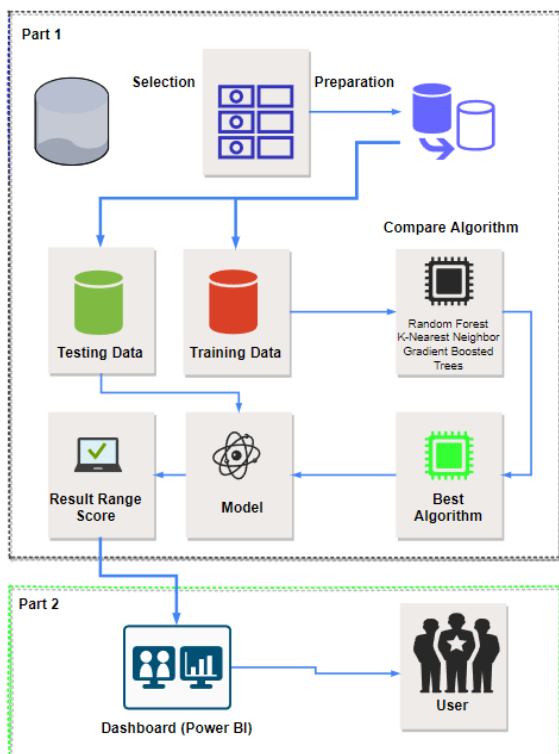 Part 1
Selection
Preparation
Compare Algorithm
Random Forest
K-Nearest Neighbor
Gradient Boosted
Trees
Testing Data
Training Data
Result Range
Score
Model
Best
Algorithm
Part 2
Dashboard (Power BI)
User